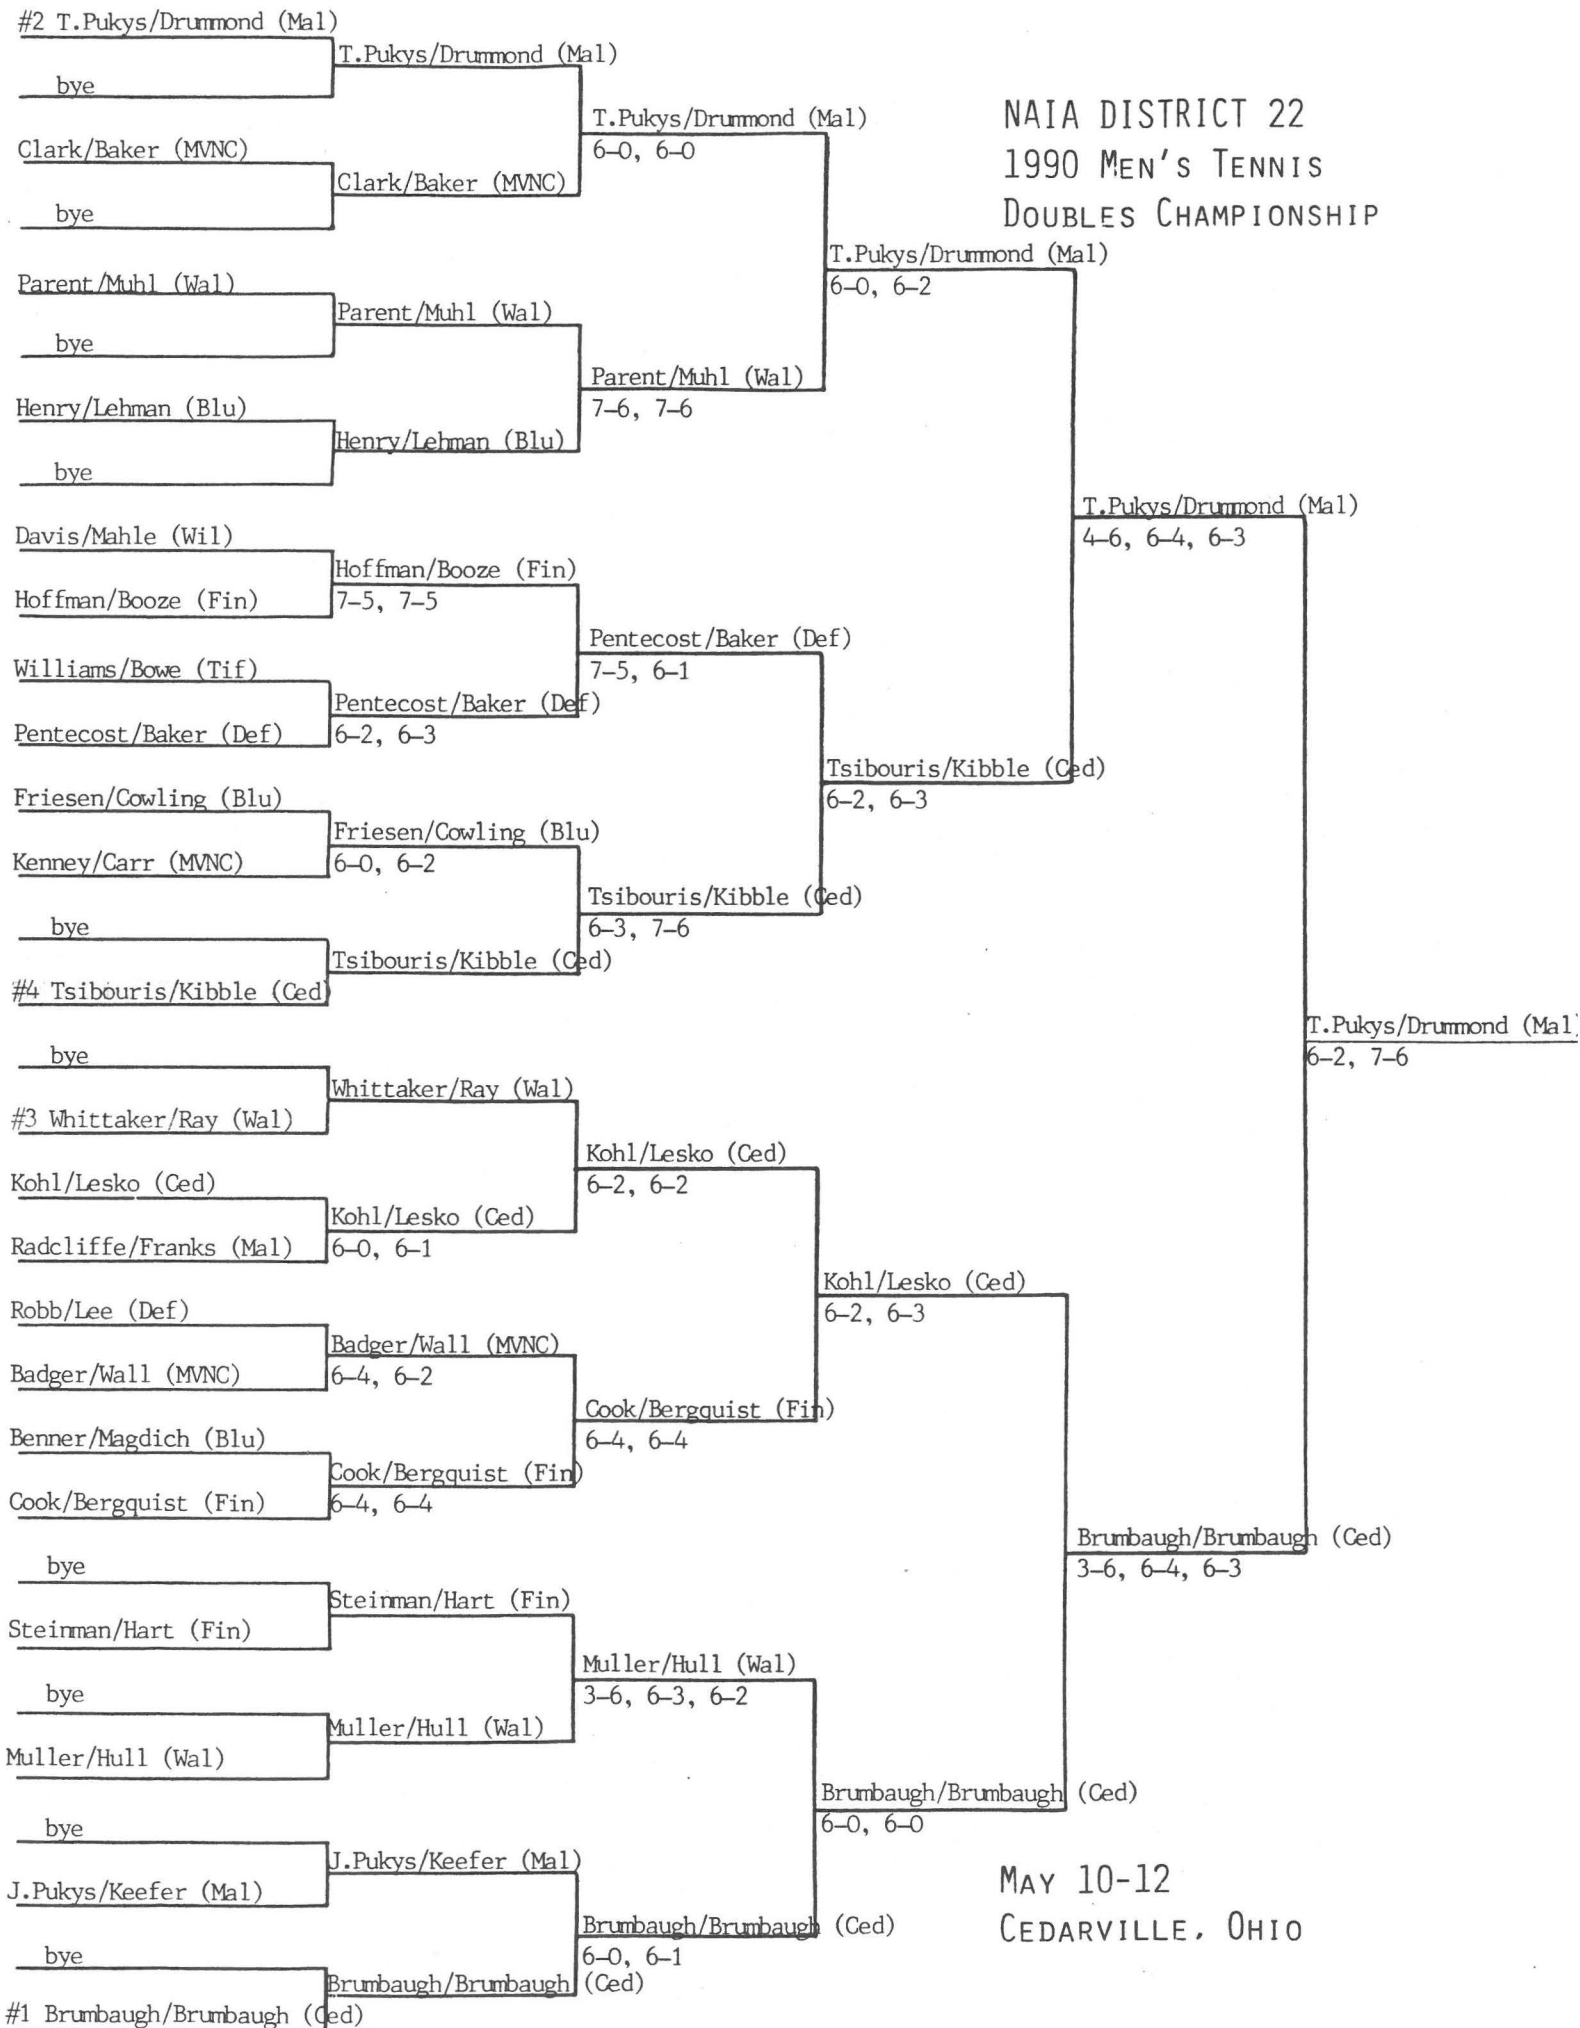 #2 T.Pukys/Drummond (Mal)
bye
Clark/Baker (MVNC)
bye
Parent/Muhl (Wal)
bye
Henry/Lehman (Blu)
bye
Davis/Mahle (Wil)
Hoffman/Booze (Fin)
Williams/Bowe (Tif)
Pentecost/Baker (Def)
Friesen/Cowling (Blu)
Kenney/Carr (MVNC)
bye
#4 Tsibouris/Kibble (Ced)
bye
#3 Whittaker/Ray (Wal)
Kohl/Lesko (Ced)
Radcliffe/Franks (Mal)
Robb/Lee (Def)
Badger/Wall (MVNC)
Benner/Magdich (Blu)
Cook/Bergquist (Fin)
bye
Steinman/Hart (Fin)
bye
Muller/Hull (Wal)
bye
J.Pukys/Keefer (Mal)
bye
#1 Brumbaugh/Brumbaugh (Ced)
T.Pukys/Drummond (Mal)
Clark/Baker (MVNC)
Parent/Muhl (Wal)
Henry/Lehman (Blu)
Hoffman/Booze (Fin)
7-5, 7-5
Pentecost/Baker (Def)
6-2, 6-3
Friesen/Cowling (Blu)
6-0, 6-2
Tsibouris/Kibble (Ced)
Whittaker/Ray (Wal)
Kohl/Lesko (Ced)
6-0, 6-1
Badger/Wall (MVNC)
6-4, 6-2
Cook/Bergquist (Fin)
6-4, 6-4
Steinman/Hart (Fin)
Muller/Hull (Wal)
J.Pukys/Keefer (Mal)
Brumbaugh/Brumbaugh (Ced)
T.Pukys/Drummond (Mal)
6-0, 6-0
Parent/Muhl (Wal)
7-6, 7-6
Pentecost/Baker (Def)
7-5, 6-1
Tsibouris/Kibble (Ced)
6-3, 7-6
Kohl/Lesko (Ced)
6-2, 6-2
Cook/Bergquist (Fin)
6-4, 6-4
Muller/Hull (Wal)
3-6, 6-3, 6-2
Brumbaugh/Brumbaugh (Ced)
6-0, 6-1
T.Pukys/Drummond (Mal)
6-0, 6-2
Tsibouris/Kibble (Ced)
6-2, 6-3
Kohl/Lesko (Ced)
6-2, 6-3
Brumbaugh/Brumbaugh (Ced)
6-0, 6-0
T.Pukys/Drummond (Mal)
4-6, 6-4, 6-3
Brumbaugh/Brumbaugh (Ced)
3-6, 6-4, 6-3
T.Pukys/Drummond (Mal)
6-2, 7-6
NAIA DISTRICT 22
1990 MEN'S TENNIS
DOUBLES CHAMPIONSHIP
MAY 10-12
CEDARVILLE, OHIO